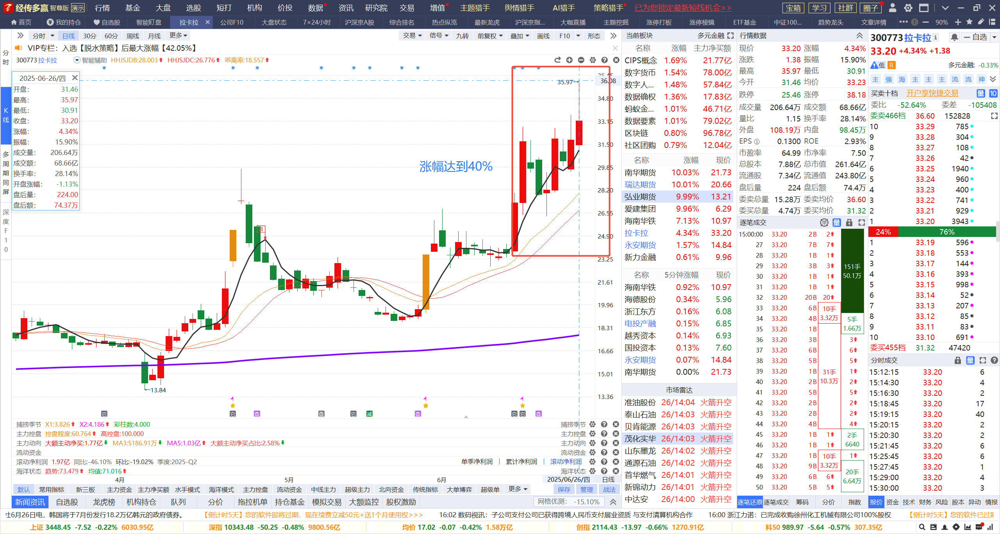 经传多赢 智尊版 演示 行情 基金 大盘 选股 短打 机构 价投 数据 资讯 研究院 交易 增值 主题猎手 舆情猎手 AI猎手 策略猎手 已为您锁定最新短线机会>> 宝箱 学习 社群 圈子
首页 我的持仓 自选股 智能盯盘 拉卡拉 公司F10 大盘状态 7×24小时 沪深京A股 综合排名 热点纵览 最新龙虎 沪深京指... 大咖直播 主题挖掘 涨停打板 涨停棱镜 ETF基金 中证100... 趋势龙头 文章详情 90%
分时 日线 30分 60分 周线 月线 更多 交易 信号 九转 前复权 叠加 画线 F10 形态
VIP专栏：入选【脱水策略】后最大涨幅【42.05%】
300773 拉卡拉 智能辅助 HHJSJDB:28.003 HHJSJDC:26.776 乖离率:18.557
分时
K线
多周期同屏
深度F10
2025-06-26/四
开盘: 31.46
最高: 35.97
最低: 30.91
收盘: 33.20
涨幅: 4.34%
振幅: 15.90%
成交量: 206.64万
成交额: 68.66亿
换手率: 28.14%
开盘涨幅: -1.13%
盘后量: 224.00
盘后额: 74.37万
涨幅达到40%
35.97
13.84
36.45
36.08
34.80
33.15
31.50
29.85
28.20
26.55
24.90
23.25
21.61
19.96
18.31
16.66
15.01
13.36
捕捞季节 X1:3.826 X2:4.186 彩柱数:4.000 捕捞季节
主力控盘 控盘程度:60.764 高控盘:100.000 主力控盘
主力动向 大额主动净买:1.77亿 MA3:5186.91万 MA5:1.03亿 大额主动净买占比:2.58% 主力动向
流动资金 流动资金
滚动净利润 1.97亿 同比:-46.10% 环比:-19.02% 季度:2025-Q2 单季净利润 累计净利润 滚动净利润
海洋状态 趋势:73.479 均值:71.016 海洋状态
4月 5月 6月 2025/06/26/四 日线
默认 常用指标 新三板 主力资金 主力净买额 水手模式 海洋模式 主力控盘 流动资金 中线主力 超级主力 北向资金 传统指标 大单博弈 超级单 更多 保存 管理 战法
新闻资讯 自选股 龙虎榜 机构持仓 队列 分价 拖拉机单 持仓基金 模拟交易 大额监控 股权激励 网格优测: -15.10%
当前板块 多元金融
名称 涨幅 主力净买额
CIPS概念 1.69% 21.77亿
数字货币 1.54% 78.00亿
数字人... 1.48% 57.84亿
数据确权 1.36% 17.83亿
蚂蚁金... 1.01% 46.71亿
数据要素 1.01% 79.02亿
区块链 0.80% 96.78亿
社区团购 0.79% 12.04亿
名称 涨幅 现价
南华期货 10.03% 21.73
瑞达期货 10.01% 20.66
弘业期货 9.99% 13.21
爱建集团 9.96% 6.29
海南华铁 7.13% 10.97
拉卡拉 4.34% 33.20
永安期货 1.57% 14.84
新力金融 0.61% 9.96
名称 5分钟涨幅 现价
海南华铁 0.92% 10.97
海德股份 0.34% 5.96
浙江东方 0.16% 6.08
电投产融 0.15% 6.85
越秀资本 0.14% 6.93
国投资本 0.13% 7.60
永安期货 0.07% 14.84
南华期货 0.00% 21.73
市场雷达
准油股份 26/14:04 火箭升空
泰山石油 26/14:03 火箭升空
贝肯能源 26/14:03 火箭升空
茂化实华 26/14:03 火箭升空
山东墨龙 26/14:02 火箭升空
通源石油 26/14:02 火箭升空
首华燃气 26/14:01 火箭升空
新锦动力 26/14:01 火箭升空
中达安 26/14:00 火箭升空
行情数据
现价 33.20 涨幅 4.34%
涨跌 1.38 振幅 15.90%
最高 35.97 最低 30.91
今开 31.46 均价 33.23
跌停 25.46 涨停 38.18
成交量 206.64万 成交额 68.66亿
量比 1.15 换手率 28.14%
外盘 108.19万 内盘 98.45万
EPS① 0.1300 ROE 2.93%
市盈率 64.99 市净率 7.50
总股本 7.88亿 总市值 261.64亿
流通股 7.34亿 流通值 243.80亿
盘后量 224 盘后额 74.4万
委卖总量 15.28万 委卖均价 36.60
委买总量 4.74万 委买均价 31.32
逐笔成交 单 量
15:00:00 33.20 2B 2
27 33.20 7B 7
28 33.20 1B 1
29 33.20 3B 3
30 33.20 1B 1
31 33.20 1B 1
32 33.20 20B 20
33 33.20 6B
34 33.20 4B
35 33.20 1B
36 33.20 3B 3
37 33.20 6B 6
38 33.20 5B 5
39 33.20 1B 1
40 33.20 2B 2
41 33.20 5B 5
42 33.20 2B 2
43 33.20 2B 2
44 33.20 4B 4
45 33.20 1B 1
46 33.20 1B 1
47 33.20 1B 1
48 33.20 9B
49 33.20 6B 6
50 33.20 5B 5
151手
50.1万
10手
3.32万
5手
1.66万
31手
10.3万
2手
6640
10手
3.32万
20手
6.64万
逐笔还原 逐笔成交 筹码 分价 指数
300773 拉卡拉 自选
33.20 +4.34% +1.38
低 R 多元金融: -0.33%
主 强 海 主 主 主 流 流 神
买卖十档 开户享快捷交易 量 10
委比 -52.64% 委差 -105408
委卖466档 36.60 152828
10 33.29 785
9 33.28 304
8 33.27 108
7 33.26 42
6 33.25 1940
5 33.24 960
4 33.23 400
3 33.22 741
2 33.21 929
1 33.20 3943
24% 76%
1 33.19 596
2 33.18 553
3 33.17 144
4 33.16 393
5 33.15 998
6 33.14 52
7 33.13 207
8 33.12 85
9 33.11 83
10 33.10 691
委买455档 31.32 47420
分时成交 量
15:12:15 33.20 6
15:14:30 33.20 4
15:16:30 33.20 2
15:18:45 33.20 17
15:19:15 33.20 40
15:20:15 33.20 2
15:20:30 33.20 2
15:21:45 33.20 6
15:25:45 33.20 6
15:27:45 33.20 1
15:29:00 33.20 4
15:30:00 33.20 3
报价 资金 技术 财务 风险 股本 异动 情报
社6月26日电，韩国将于7月份发行18.2万亿韩元的政府债券。 【倒计时5天】您的软件即将过期，现在续费立减50元+送1个月使用权>>> 16:02 数码视讯：子公司支付公司已获得跨境人民币支付展业资质 与支付清算机构合作 16:00 浙江力诺：已完成收购徐州化工机械有限公司100%股权 【倒计时5天】您的软件已过期
上证 3448.45 -7.52 -0.22% 6030.95亿 深指 10343.48 -50.25 -0.48% 9800.56亿 均价 17.02 -0.07 -0.42% 1.58万亿 创指 2114.43 -13.97 -0.66% 1270.91亿 科50 989.97 -5.64 -0.57% 307.35亿